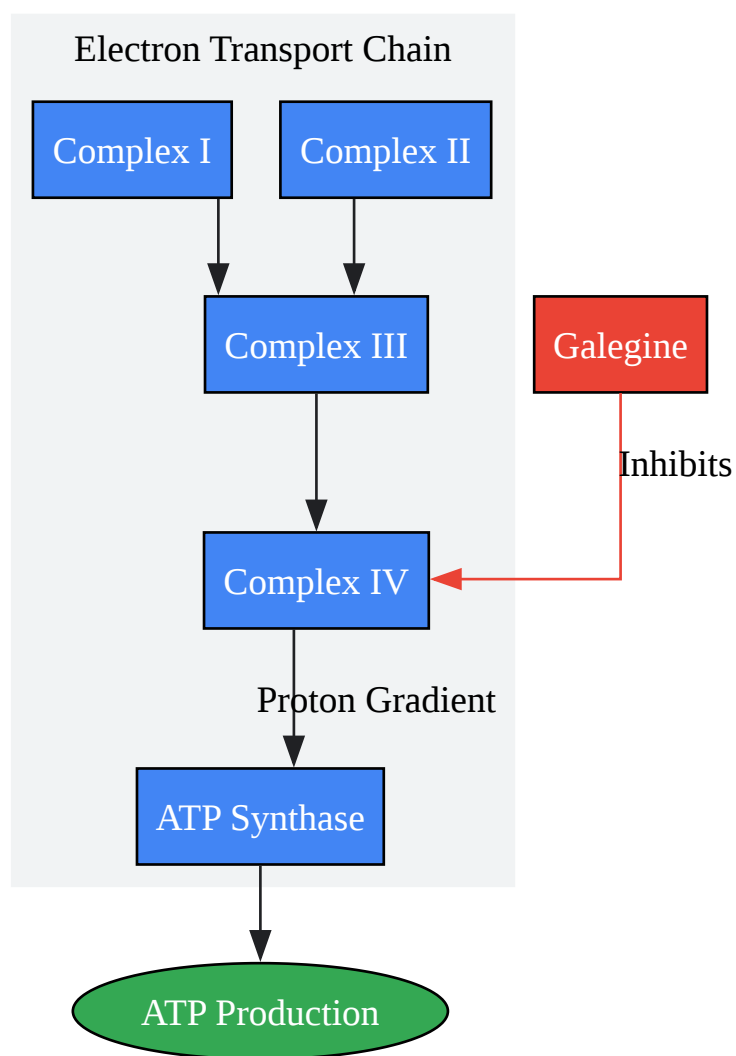 Electron Transport Chain
Complex I
Complex II
Complex III
Galegine
Inhibits
Complex IV
Proton Gradient
ATP Synthase
ATP Production